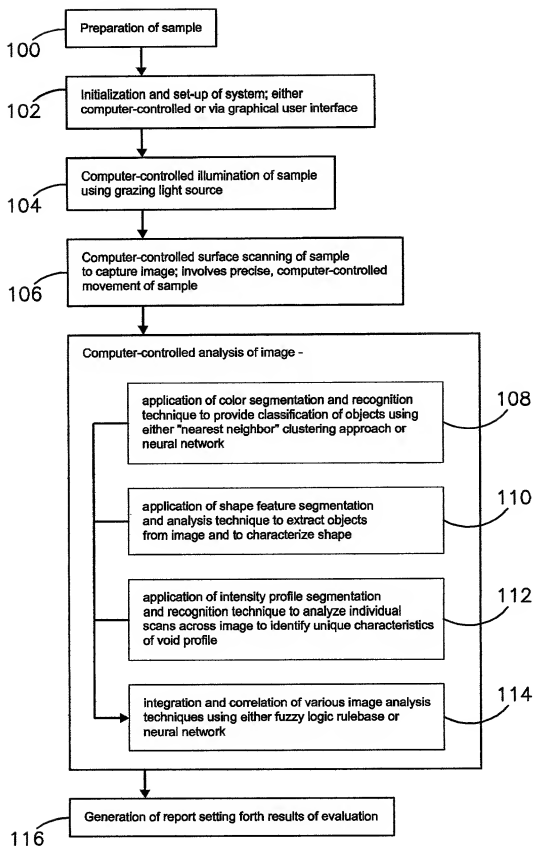 Preparation of sample
100
Initialization and set-up of system; either
computer-controlled or via graphical user interface
102
Computer-controlled illumination of sample
using grazing light source
104
Computer-controlled surface scanning of sample
to capture image; involves precise, computer-controlled
movement of sample
106
Computer-controlled analysis of image -
application of color segmentation and recognition
technique to provide classification of objects using
either "nearest neighbor" clustering approach or
neural network
108
application of shape feature segmentation
and analysis technique to extract objects
from image and to characterize shape
110
application of intensity profile segmentation
and recognition technique to analyze individual
scans across image to identify unique characteristics
of void profile
112
integration and correlation of various image analysis
techniques using either fuzzy logic rulebase or
neural network
114
Generation of report setting forth results of evaluation
116